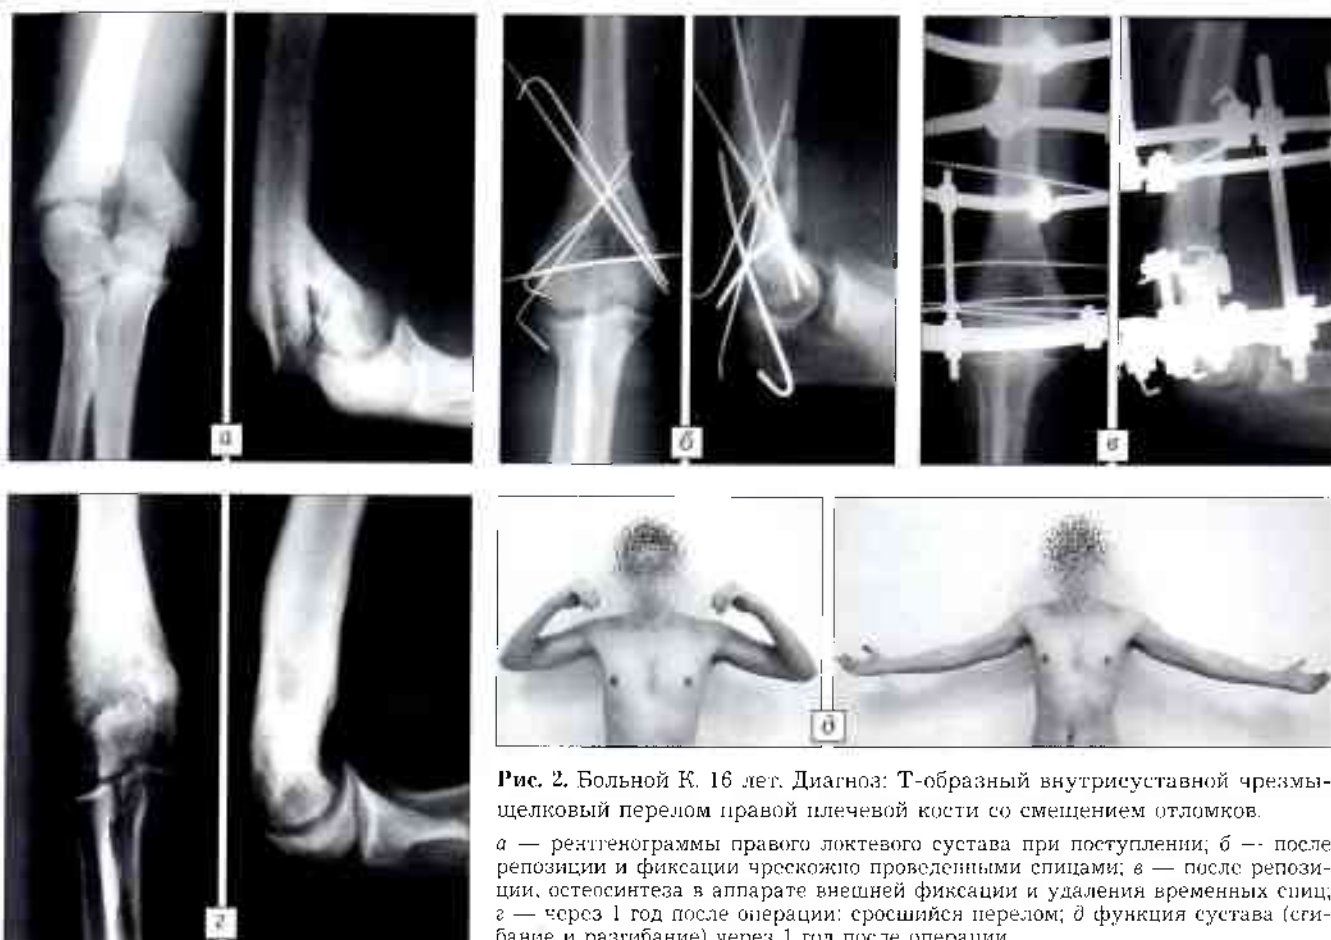 а
б
в
г
д
Рис. 2. Больной К. 16 лет. Диагноз: Т-образный внутрисуставной чрезмы-
щелковый перелом правой плечевой кости со смещением отломков.
а — рентгенограммы правого локтевого сустава при поступлении; б — после
репозиции и фиксации чрескожно проведенными спицами; в — после репози-
ции, остеосинтеза в аппарате внешней фиксации и удаления временных спиц;
г — через 1 год после операции: сросшийся перелом; д функция сустава (сги-
бание и разгибание) через 1 год после операции.